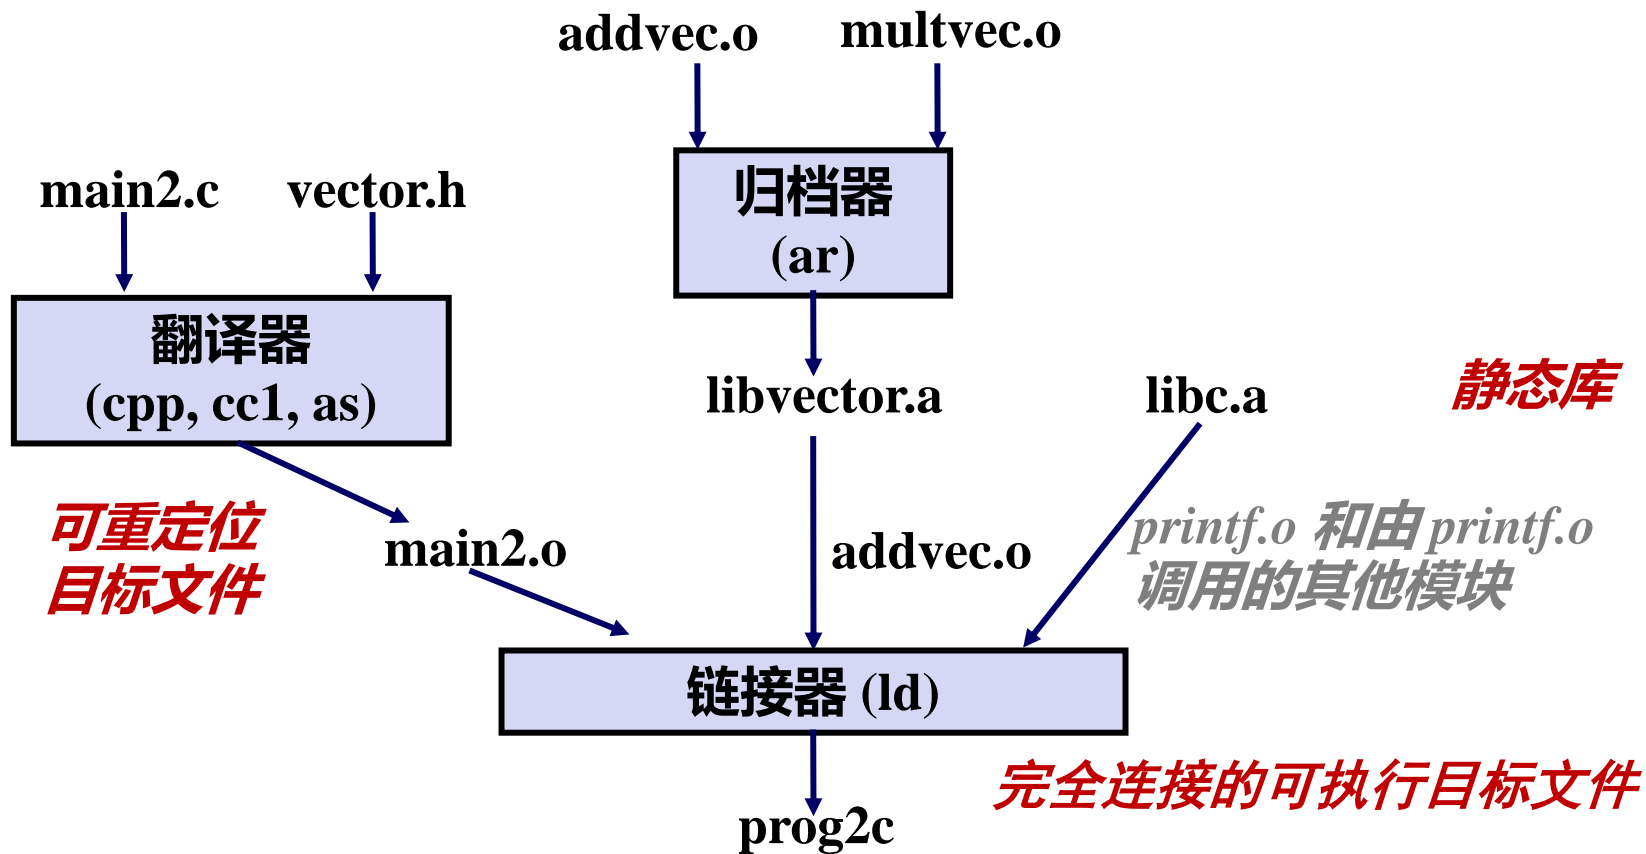 addvec.o
multvec.o
main2.c
vector.h
归档器
(ar)
翻译器
(cpp, cc1, as)
libvector.a
libc.a
静态库
可重定位
目标文件
main2.o
addvec.o
printf.o 和由 printf.o
调用的其他模块
链接器 (ld)
完全连接的可执行目标文件
prog2c